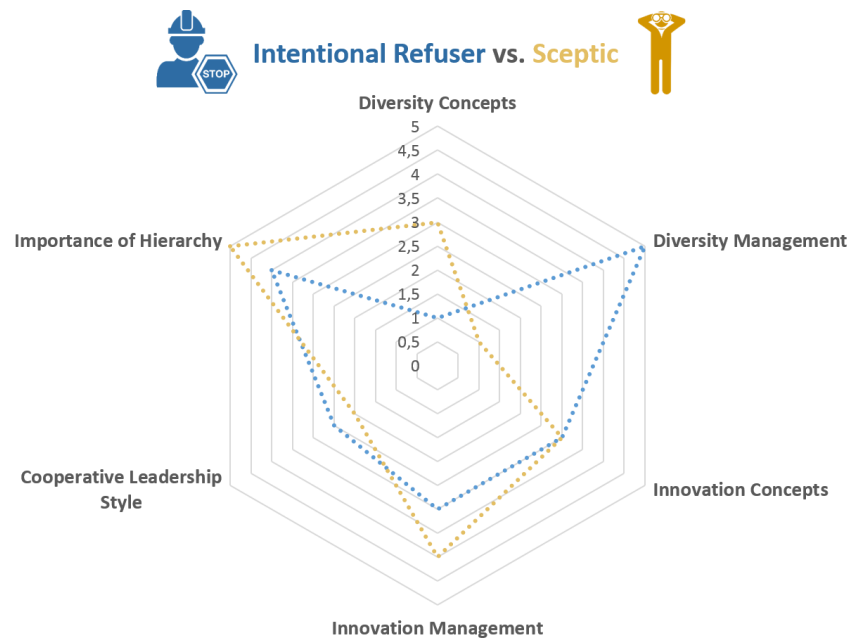 STOP
Intentional Refuser vs. Sceptic
Diversity Concepts
5
4,5
4
3,5
3
2,5
2
1,5
1
0,5
0
Importance of Hierarchy
Diversity Management
Cooperative Leadership
Style
Innovation Concepts
Innovation Management